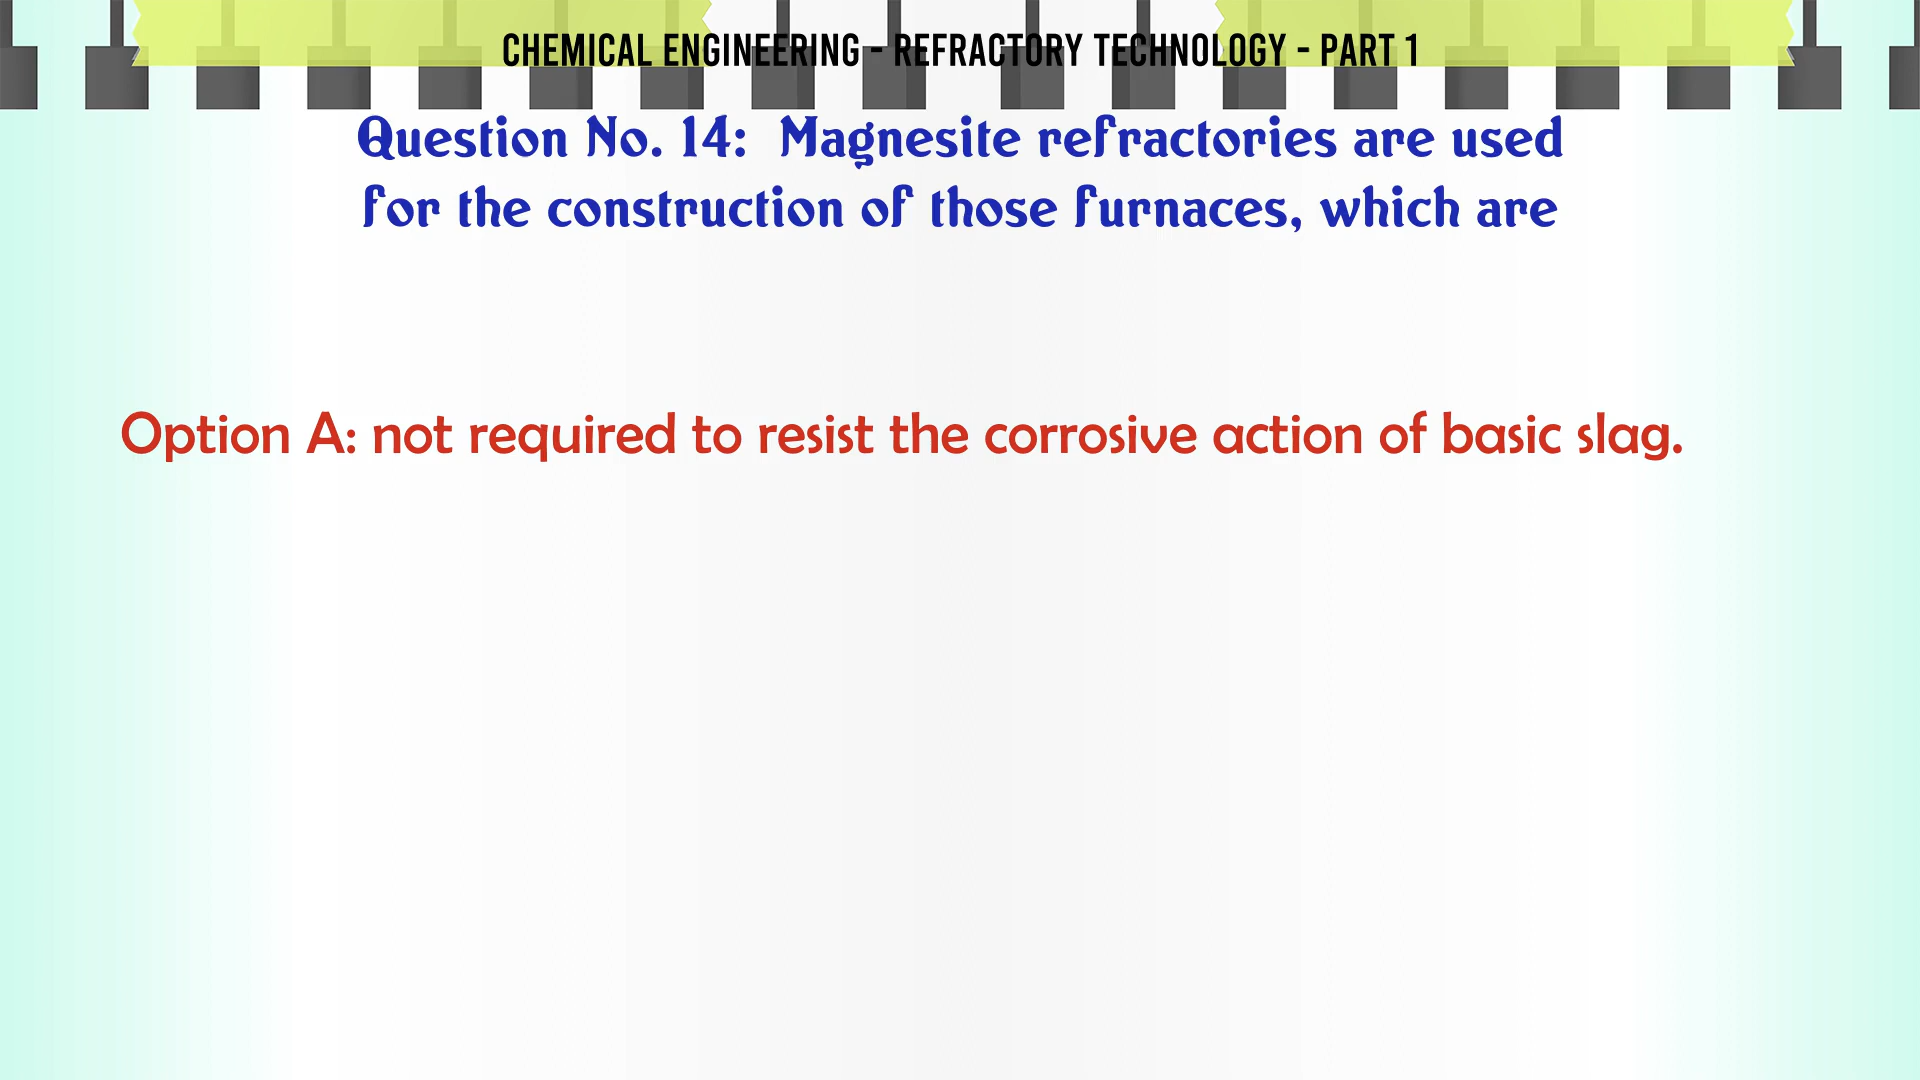 CHEMICAL ENGINEERING - REFRACTORY TECHNOLOGY - PART 1
Question No. 14: Magnesite refractories are used
for the construction of those furnaces, which are
Option A: not required to resist the corrosive action of basic slag.